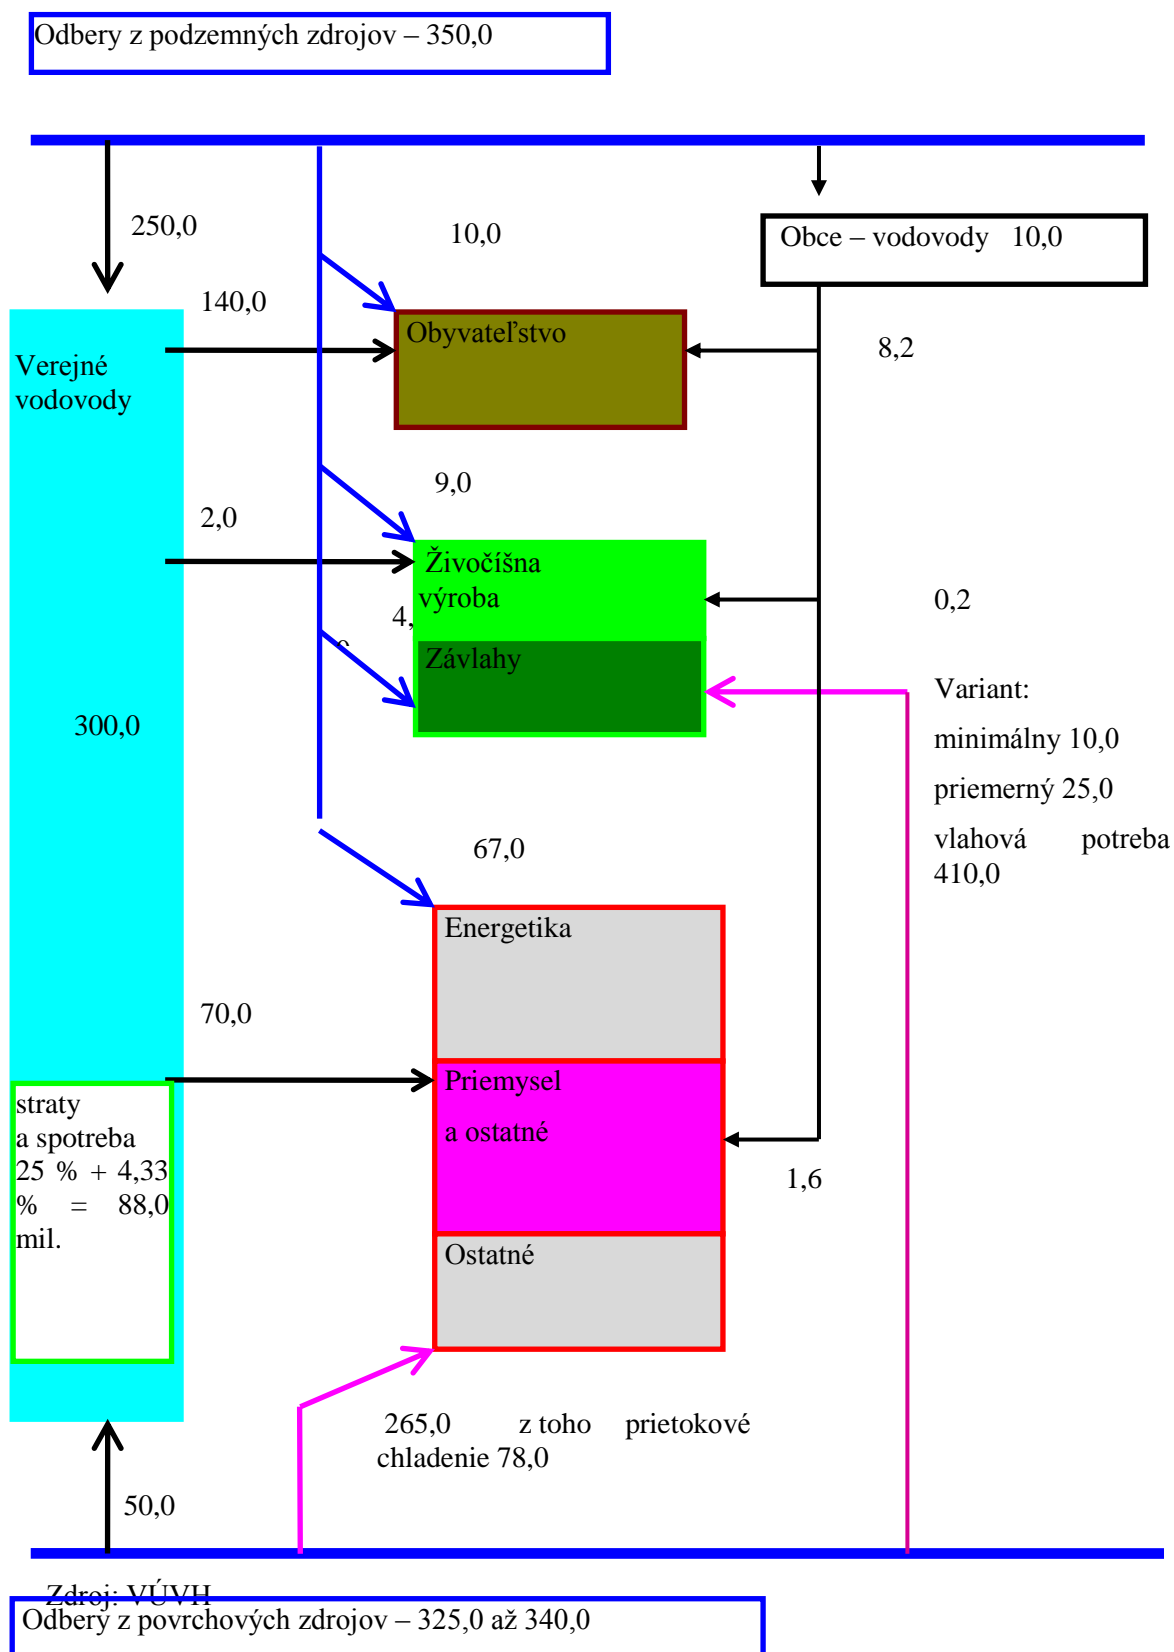 Odbery z podzemných zdrojov – 350,0
250,0
10,0
Obce – vodovody 10,0
140,0
Obyvateľstvo
8,2
Verejné
vodovody
9,0
2,0
Živočíšna
výroba
0,2
4,
Závlahy
300,0
Variant:
minimálny 10,0
priemerný 25,0
vlahová potreba
410,0
67,0
Energetika
70,0
Priemysel
a ostatné
straty
a spotreba
25 % + 4,33
% = 88,0
mil.
1,6
Ostatné
265,0 z toho prietokové
chladenie 78,0
50,0
Zdroj: VÚVH
Odbery z povrchových zdrojov – 325,0 až 340,0